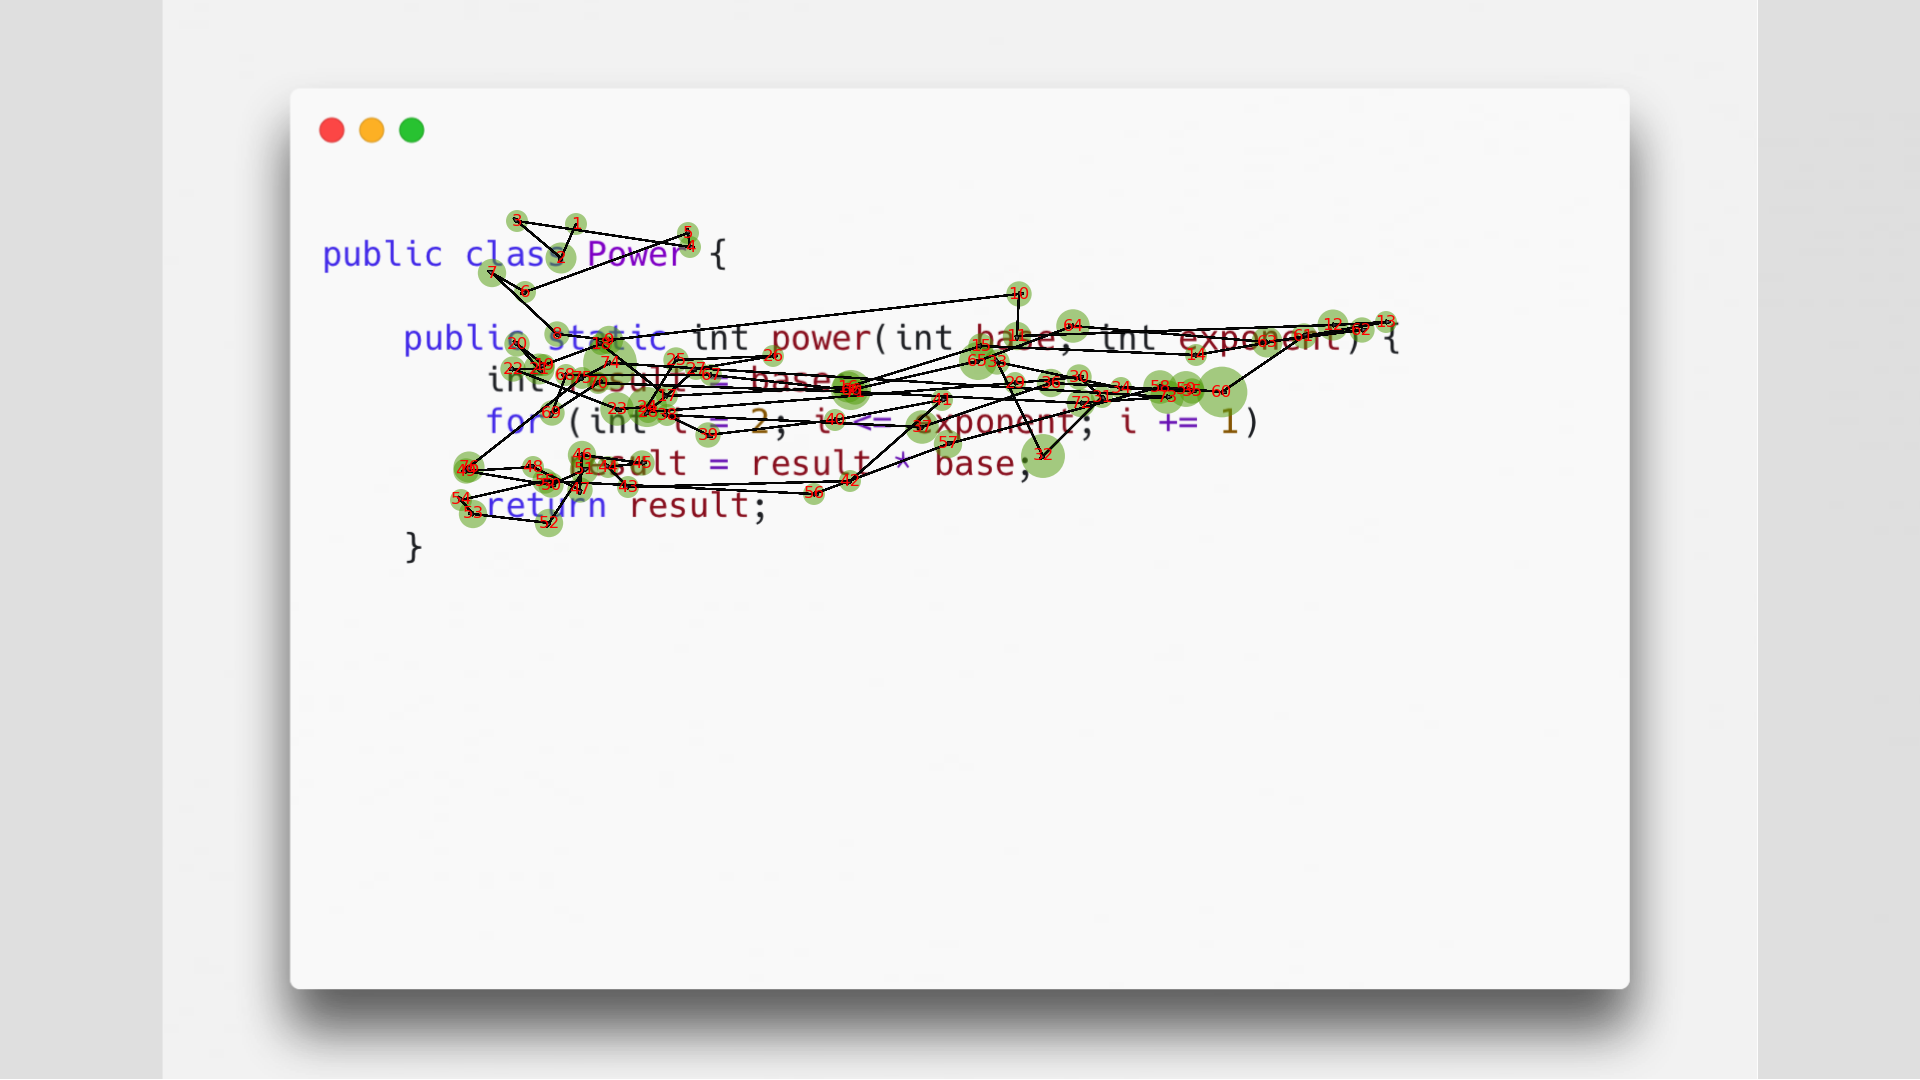 public class Power {
public static int power(int base, int exponent) {
int result = base;
for (int i = 2; i <= exponent; i += 1)
result = result * base;
return result;
}